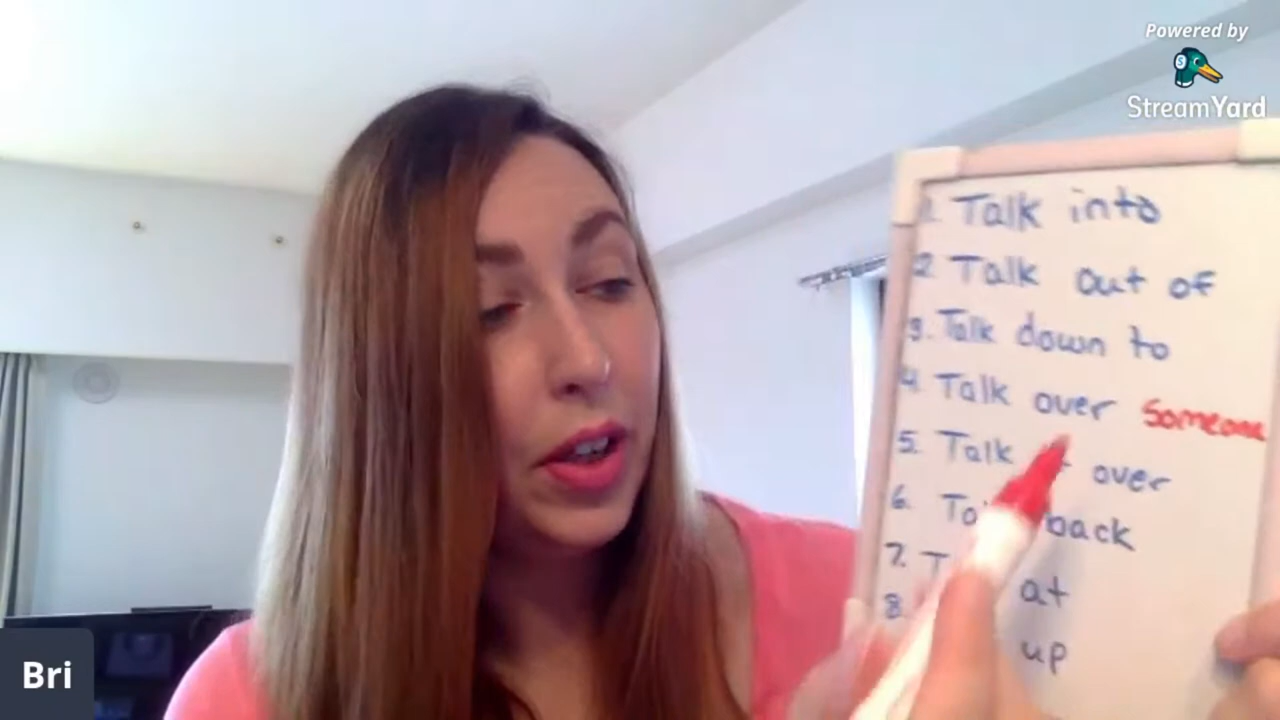 Powered by
StreamYard
1. Talk into
2. Talk out of
3. Talk down to
4. Talk over someone
5. Talk over
6. back
7. at
8. up
Bri